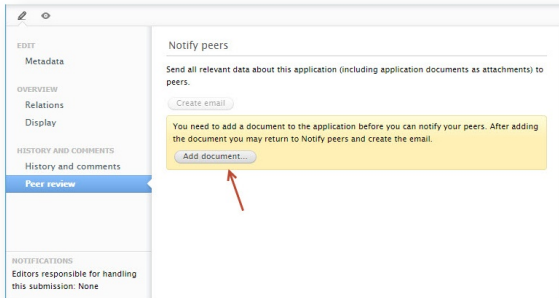 EDIT
Metadata
OVERVIEW
Relations
Display
HISTORY AND COMMENTS
History and comments
Peer review
NOTIFICATIONS
Editors responsible for handling
this submission: None
Notify peers
Send all relevant data about this application (including application documents as attachments) to
peers.
Create email
You need to add a document to the application before you can notify your peers. After adding
the document you may return to Notify peers and create the email.
Add document...